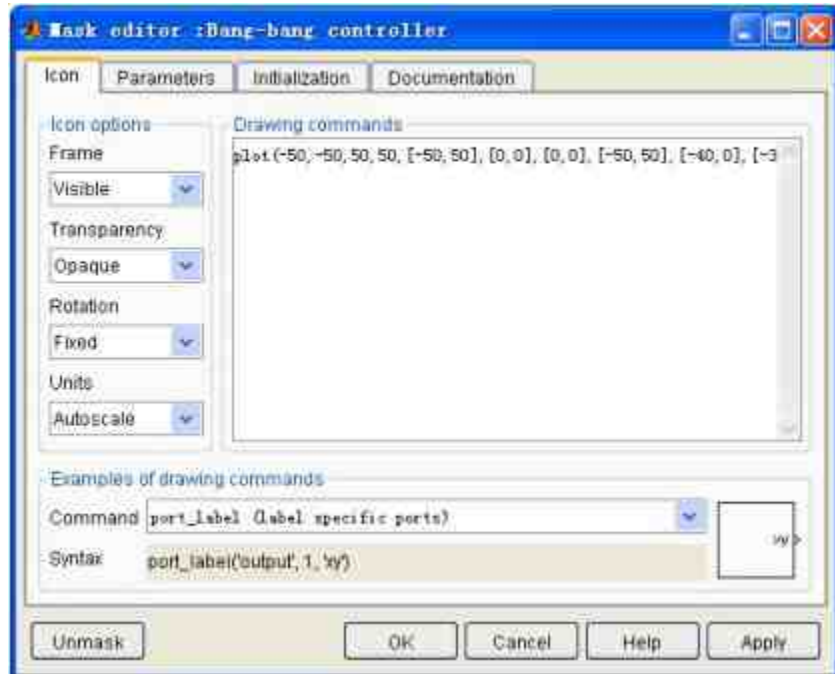 Mask editor :Bang-bang controller
Icon Parameters Initialization Documentation
Icon options
Frame
Visible
Transparency
Opaque
Rotation
Fixed
Units
Autoscale
Drawing commands
plot(-50, -50, 50, 50, [-50, 50], [0, 0], [0, 0], [-50, 50], [-40, 0], [-3
Examples of drawing commands
Command port_label (Label specific ports)
Syntax port_label('output', 1, 'xy')
xy
Unmask OK Cancel Help Apply